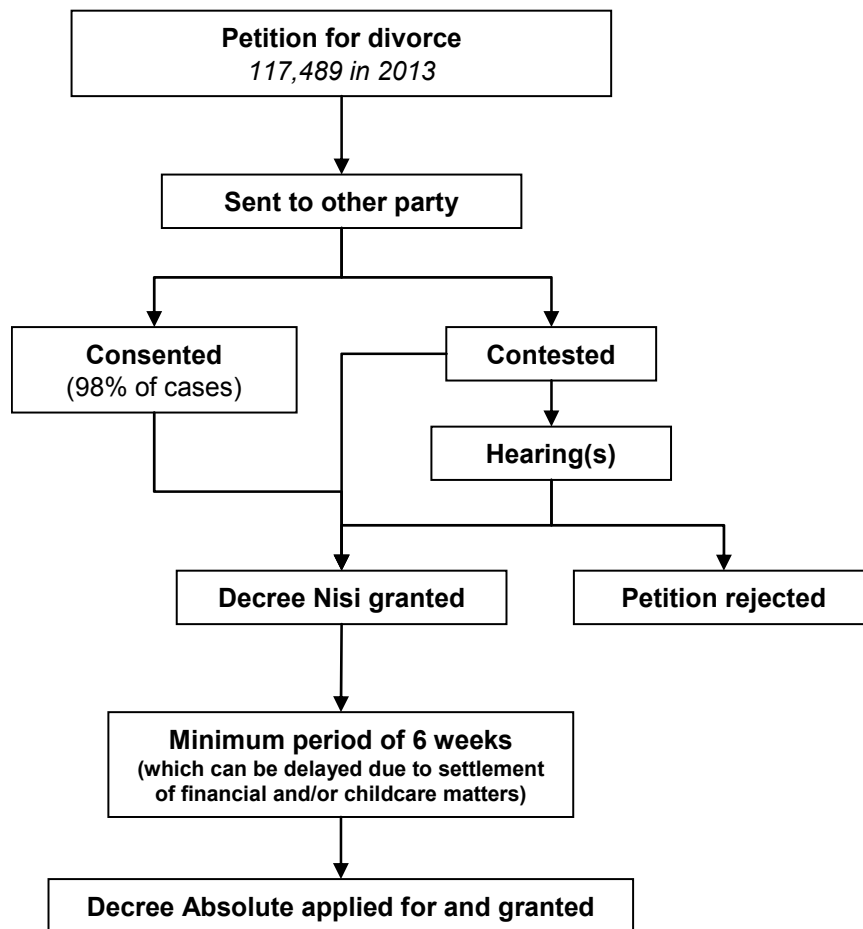 Petition for divorce
117,489 in 2013
Sent to other party
Consented
(98% of cases)
Contested
Hearing(s)
Decree Nisi granted
Petition rejected
Minimum period of 6 weeks
(which can be delayed due to settlement
of financial and/or childcare matters)
Decree Absolute applied for and granted